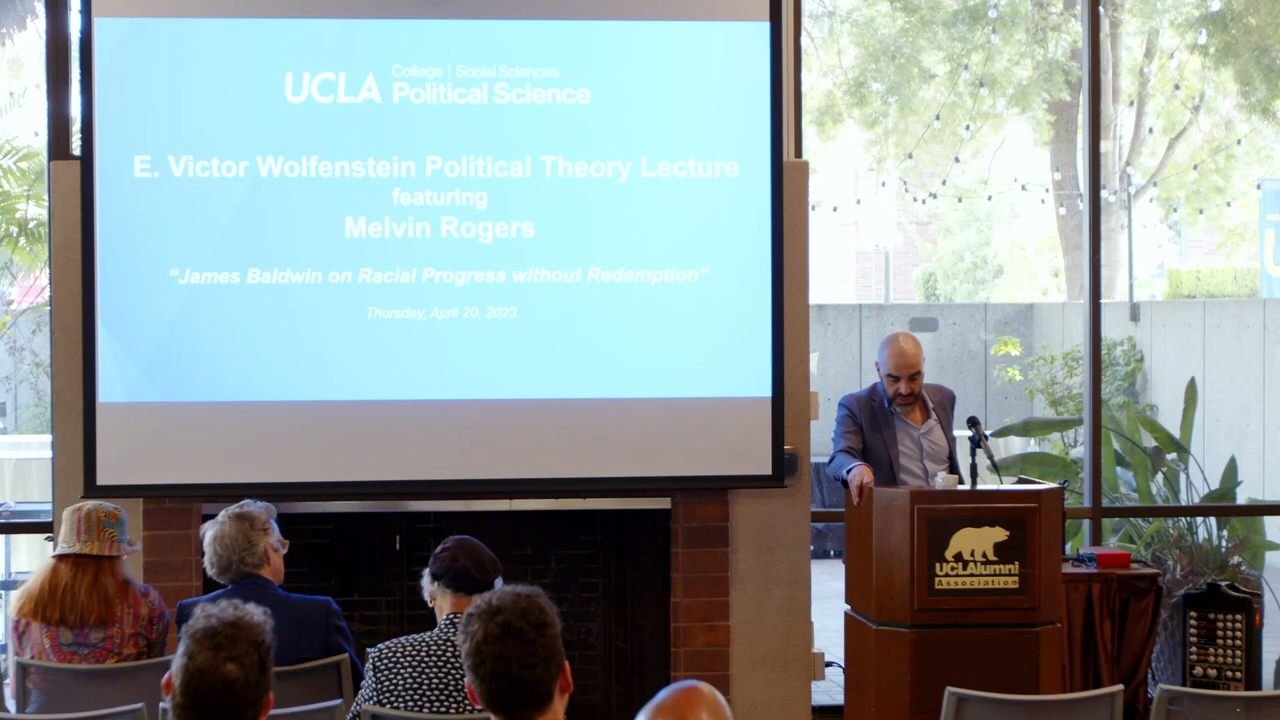 UCLA College | Social Sciences
Political Science
E. Victor Wolfenstein Political Theory Lecture
featuring
Melvin Rogers
“James Baldwin on Racial Progress without Redemption”
Thursday, April 20, 2023
UCLAlumni
Association